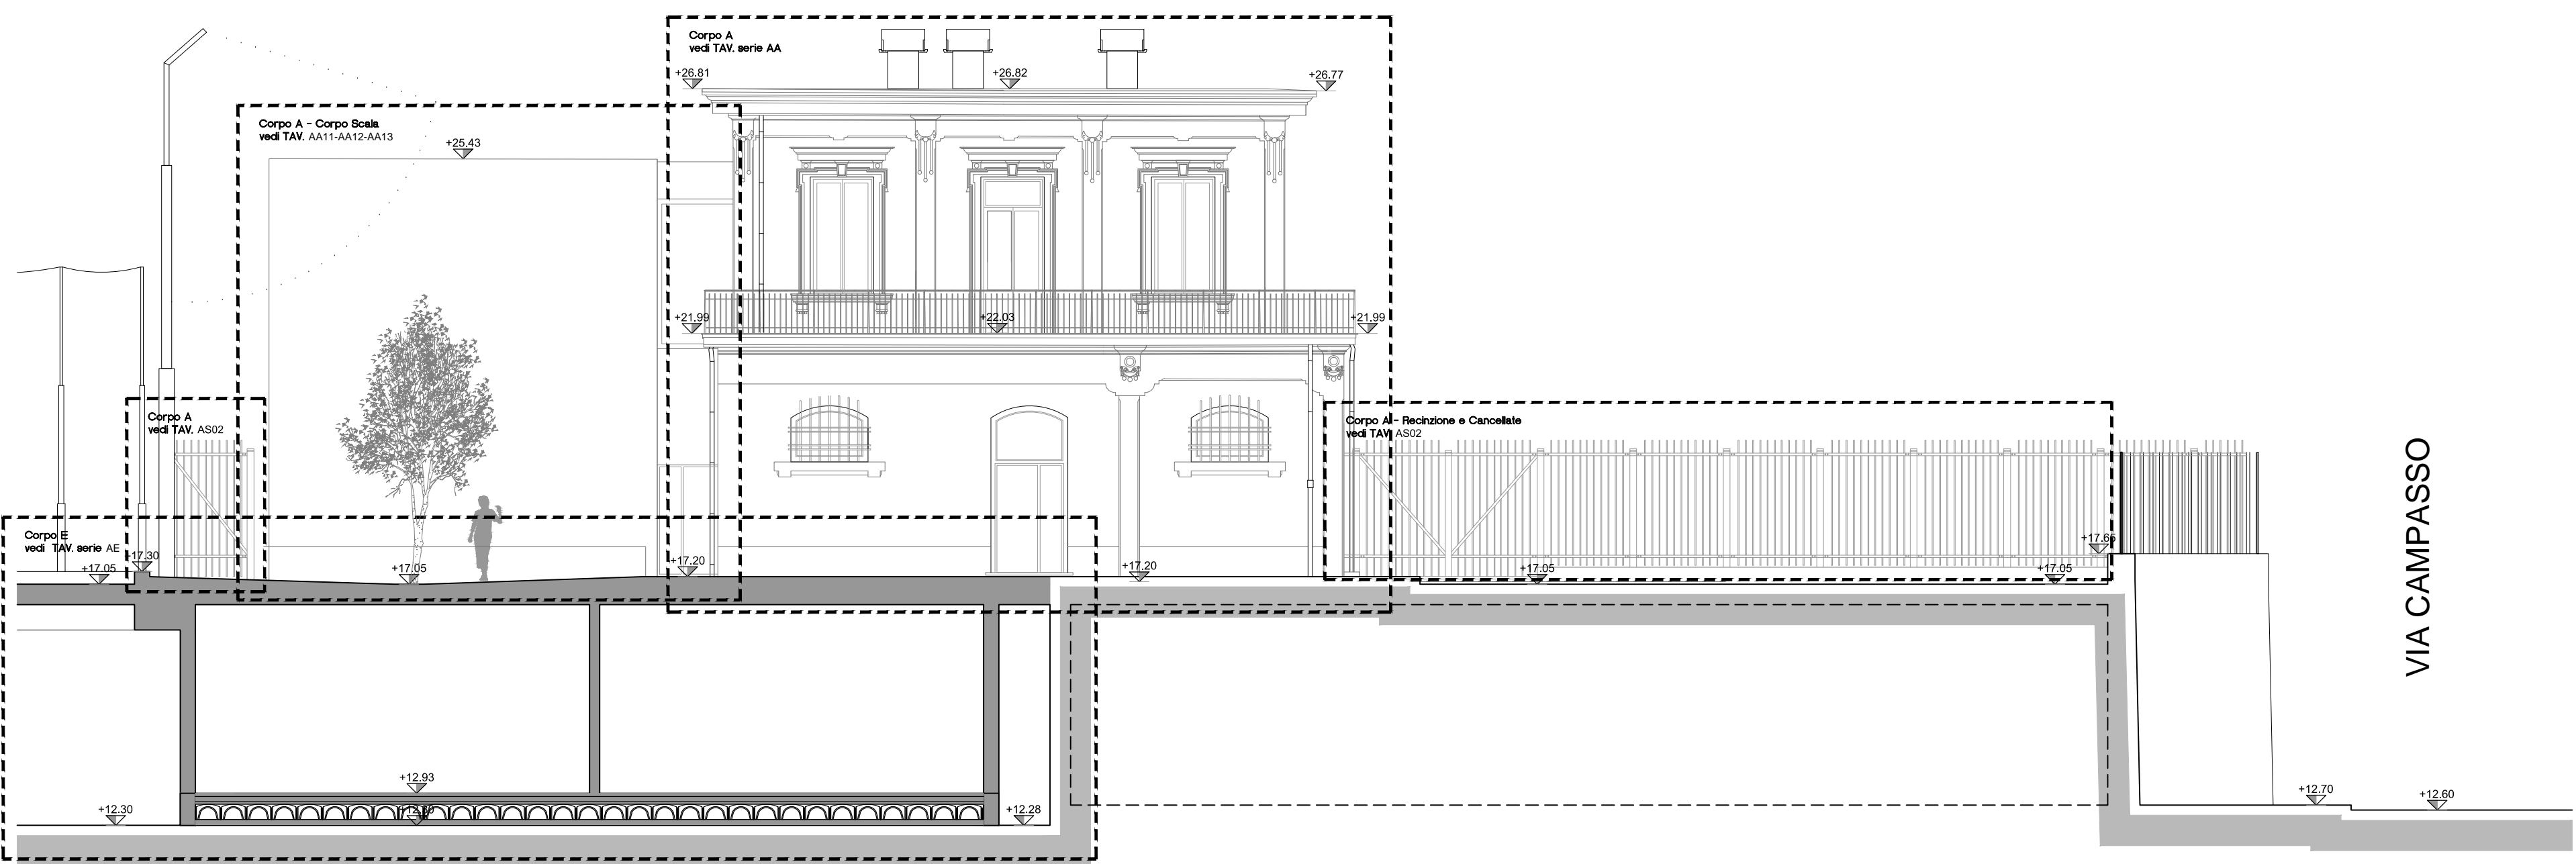 Corpo A
vedi TAV. serie AA
+26.81
+26.82
+26.77
Corpo A - Corpo Scala
vedi TAV. AA11-AA12-AA13
+25.43
+21.99
+22.03
+21.99
Corpo A
vedi TAV. AS02
Corpo A - Recinzione e Cancellate
vedi TAV. AS02
VIA CAMPASSO
Corpo E
vedi TAV. serie AE
+17.30
+17.05
+17.05
+17.20
+17.20
+17.05
+17.05
+17.65
+12.93
+12.30
+12.28
+12.70
+12.60